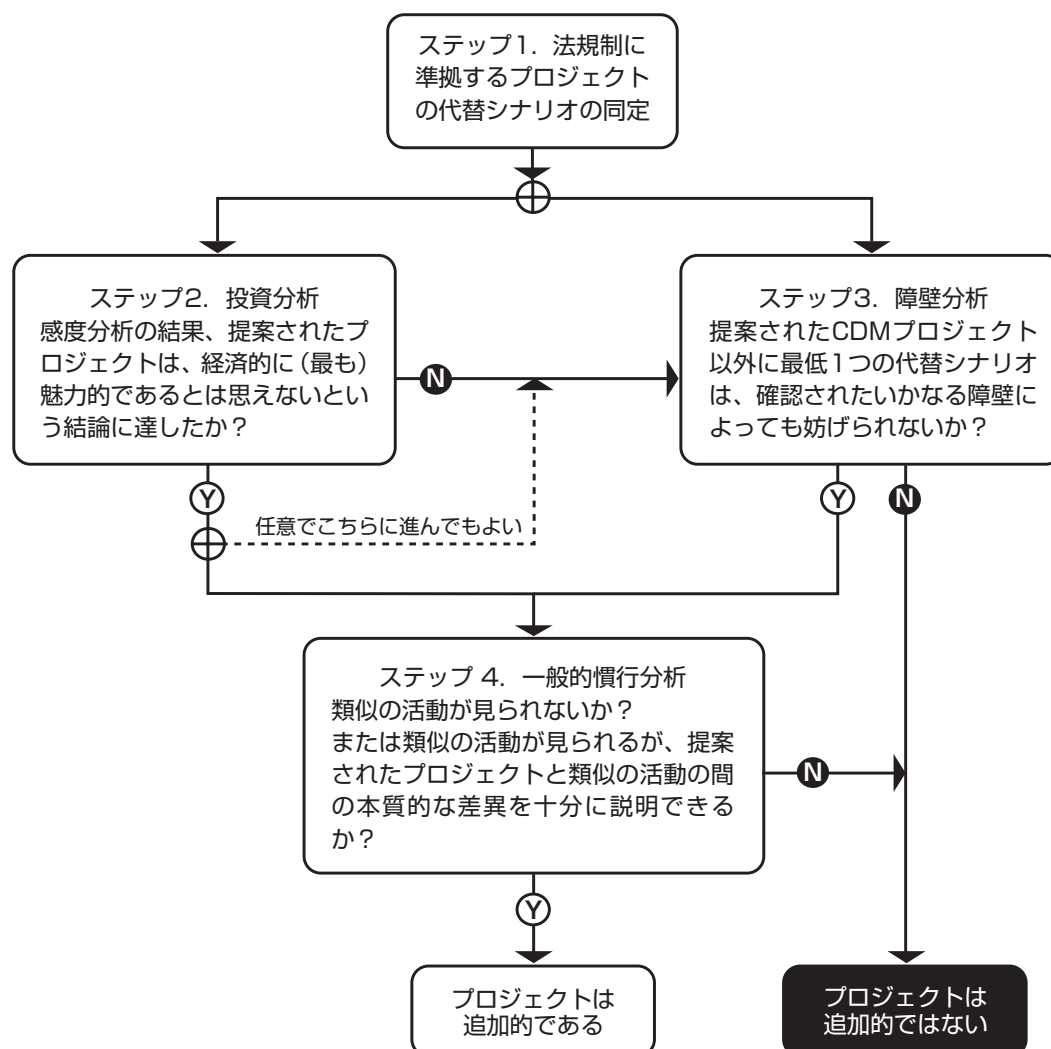 ステップ1．法規制に
準拠するプロジェクト
の代替シナリオの同定
ステップ2．投資分析
感度分析の結果、提案されたプ
ロジェクトは、経済的に（最も）
魅力的であるとは思えないとい
う結論に達したか？
N
ステップ3．障壁分析
提案されたCDMプロジェクト
以外に最低1つの代替シナリオ
は、確認されたいかなる障壁に
よっても妨げられないか？
Y
任意でこちらに進んでもよい
Y
N
ステップ 4．一般的慣行分析
類似の活動が見られないか？
または類似の活動が見られるが、提案
されたプロジェクトと類似の活動の間
の本質的な差異を十分に説明できる
か？
N
Y
プロジェクトは
追加的である
プロジェクトは
追加的ではない